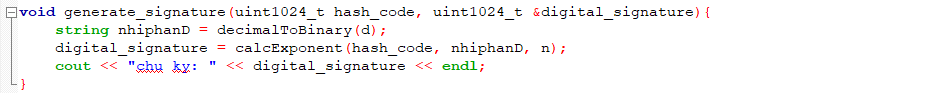 void generate_signature(uint1024_t hash_code, uint1024_t &digital_signature){
string nhiphanD = decimalToBinary(d);
digital_signature = calcExponent(hash_code, nhiphanD, n);
cout << "chu ky: " << digital_signature << endl;
}